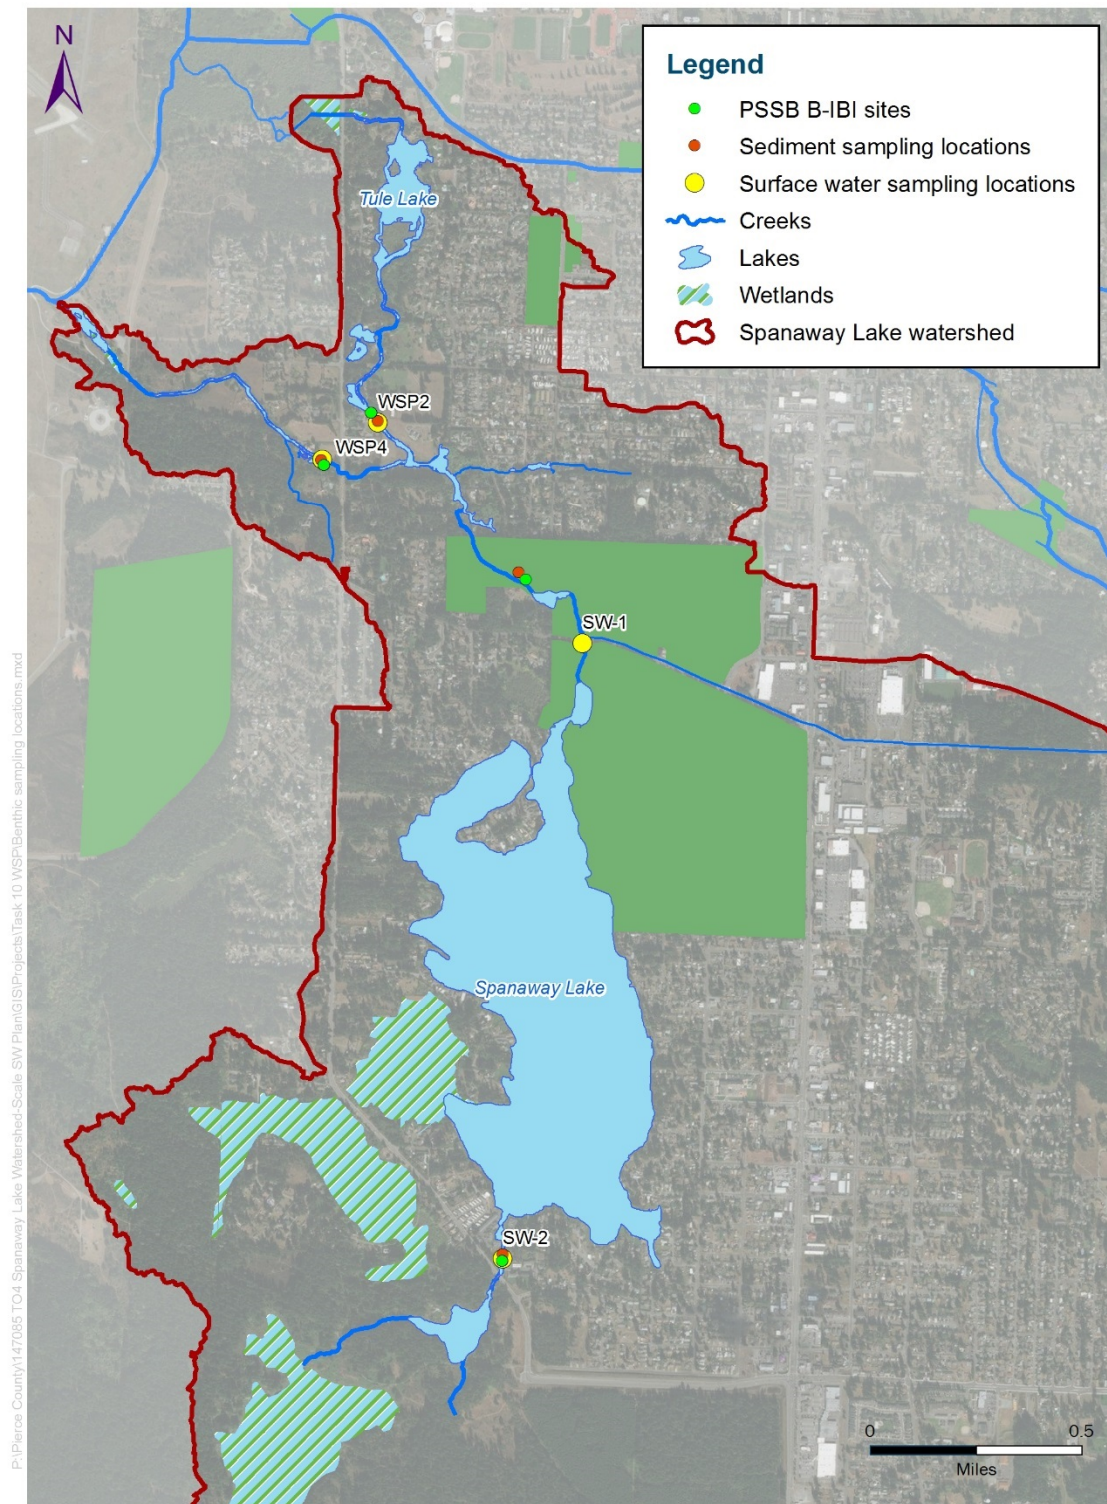 N
Legend
PSSB B-IBI sites
Sediment sampling locations
Surface water sampling locations
Creeks
Lakes
Wetlands
Spanaway Lake watershed
Tule Lake
WSP2
WSP4
SW-1
Spanaway Lake
SW-2
0 0.5
Miles
P:\Pierce County\147085 TO4 Spanaway Lake Watershed-Scale SW Plan\GIS\Projects\Task 10 WSP\Benthic sampling locations.mxd